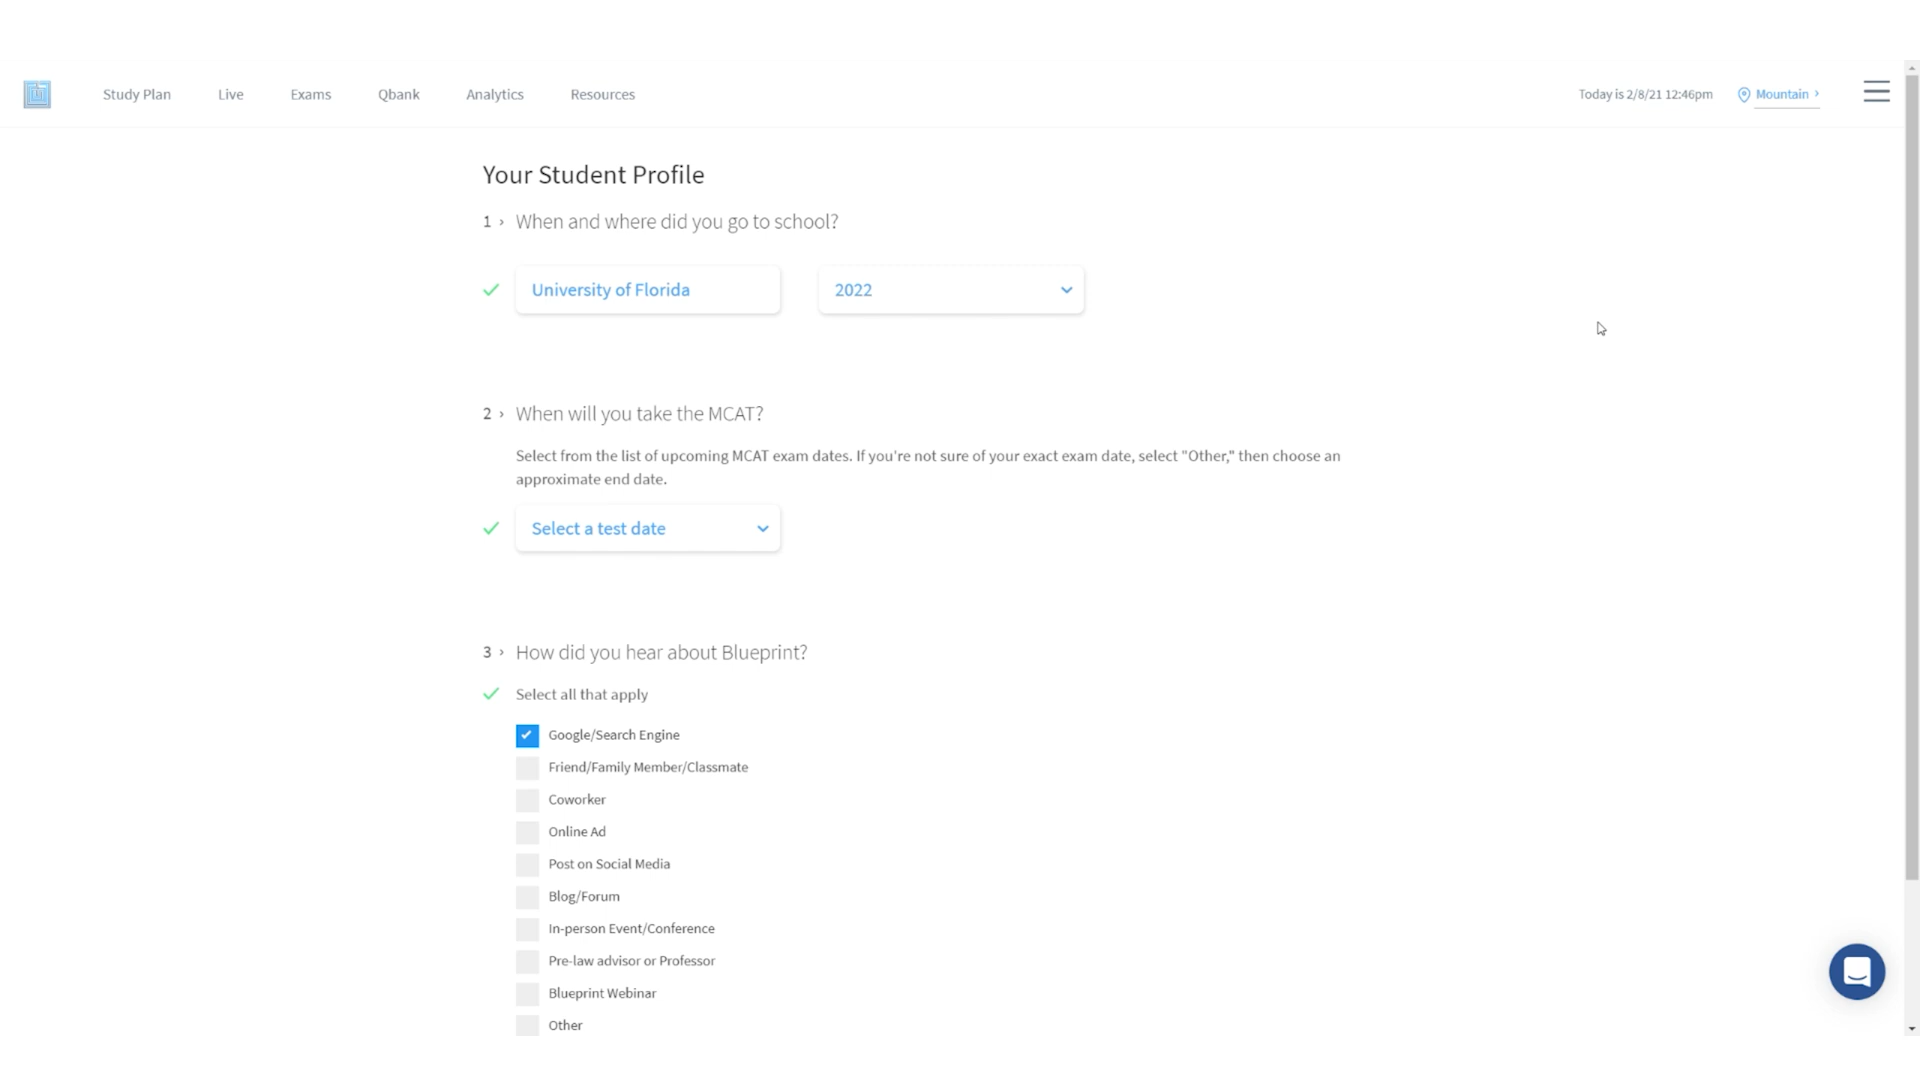 Study Plan
Live
Exams
Qbank
Analytics
Resources
Today is 2/8/21 12:46pm
Mountain ›
Your Student Profile
1 › When and where did you go to school?
University of Florida
2022
2 › When will you take the MCAT?
Select from the list of upcoming MCAT exam dates. If you're not sure of your exact exam date, select "Other," then choose an
approximate end date.
Select a test date
3 › How did you hear about Blueprint?
Select all that apply
Google/Search Engine
Friend/Family Member/Classmate
Coworker
Online Ad
Post on Social Media
Blog/Forum
In-person Event/Conference
Pre-law advisor or Professor
Blueprint Webinar
Other